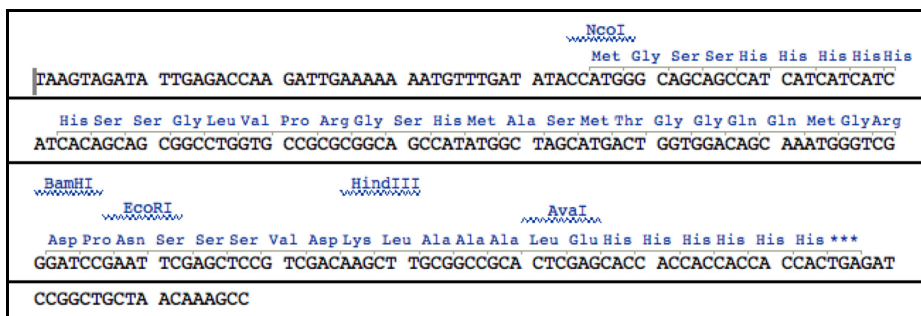 NcoI
Met Gly Ser Ser His His His His His
TAAGTAGATA TTGAGACCAA GATTGAAAAA AATGTTTGAT ATACCATGGG CAGCAGCCAT CATCATCATC
His Ser Ser Gly Leu Val Pro Arg Gly Ser His Met Ala Ser Met Thr Gly Gly Gln Gln Met Gly Arg
ATCACAGCAG CGGCCTGGTG CCGCGCGGCA GCCATATGGC TAGCATGACT GGTGGACAGC AAATGGGTCG
BamHI HindIII
EcoRI AvaI
Asp Pro Asn Ser Ser Ser Val Asp Lys Leu Ala Ala Ala Leu Glu His His His His His His ***
GGATCCGAAT TCGAGCTCCG TCGACAAGCT TGCGGCCGCA CTCGAGCACC ACCACCACCA CCACTGAGAT
CCGGCTGCTA ACAAAGCC